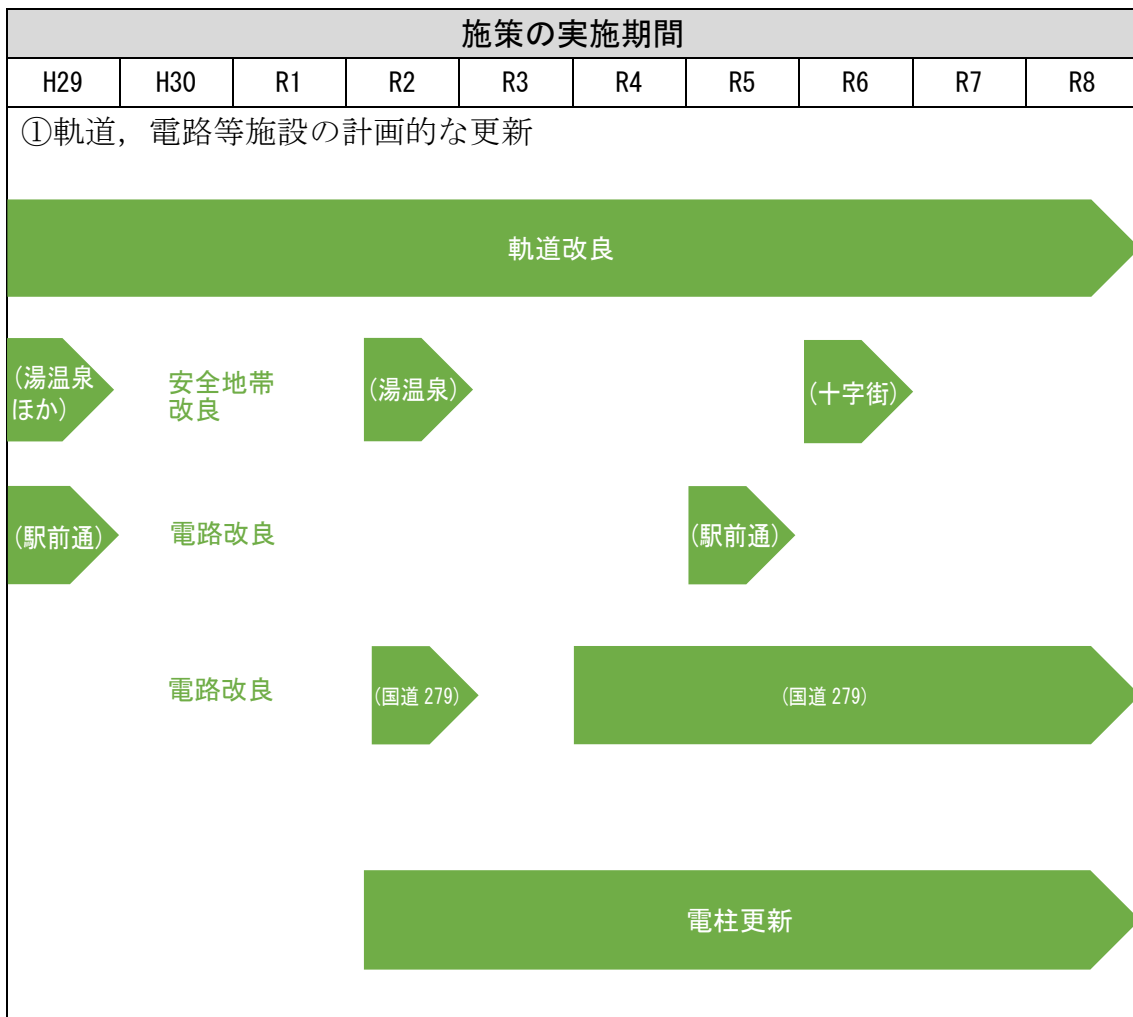 施策の実施期間
H29 H30 R1 R2 R3 R4 R5 R6 R7 R8
①軌道，電路等施設の計画的な更新
軌道改良
(湯温泉
ほか)
安全地帯
改良
(湯温泉)
(十字街)
(駅前通)
電路改良
(駅前通)
電路改良
(国道 279)
(国道 279)
電柱更新